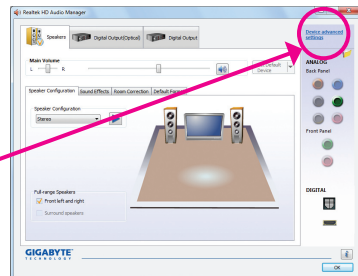 Realtek HD Audio Manager
Speakers
Digital Output(Optical)
Digital Output
Device advanced
settings
Main Volume
L
R
Default
Device
ANALOG
Back Panel
Speaker Configuration
Sound Effects
Room Correction
Default Format
Speaker Configuration
Stereo
Front Panel
Full-range Speakers
Front left and right
Surround speakers
DIGITAL
GIGABYTE
TECHNOLOGY
i
OK